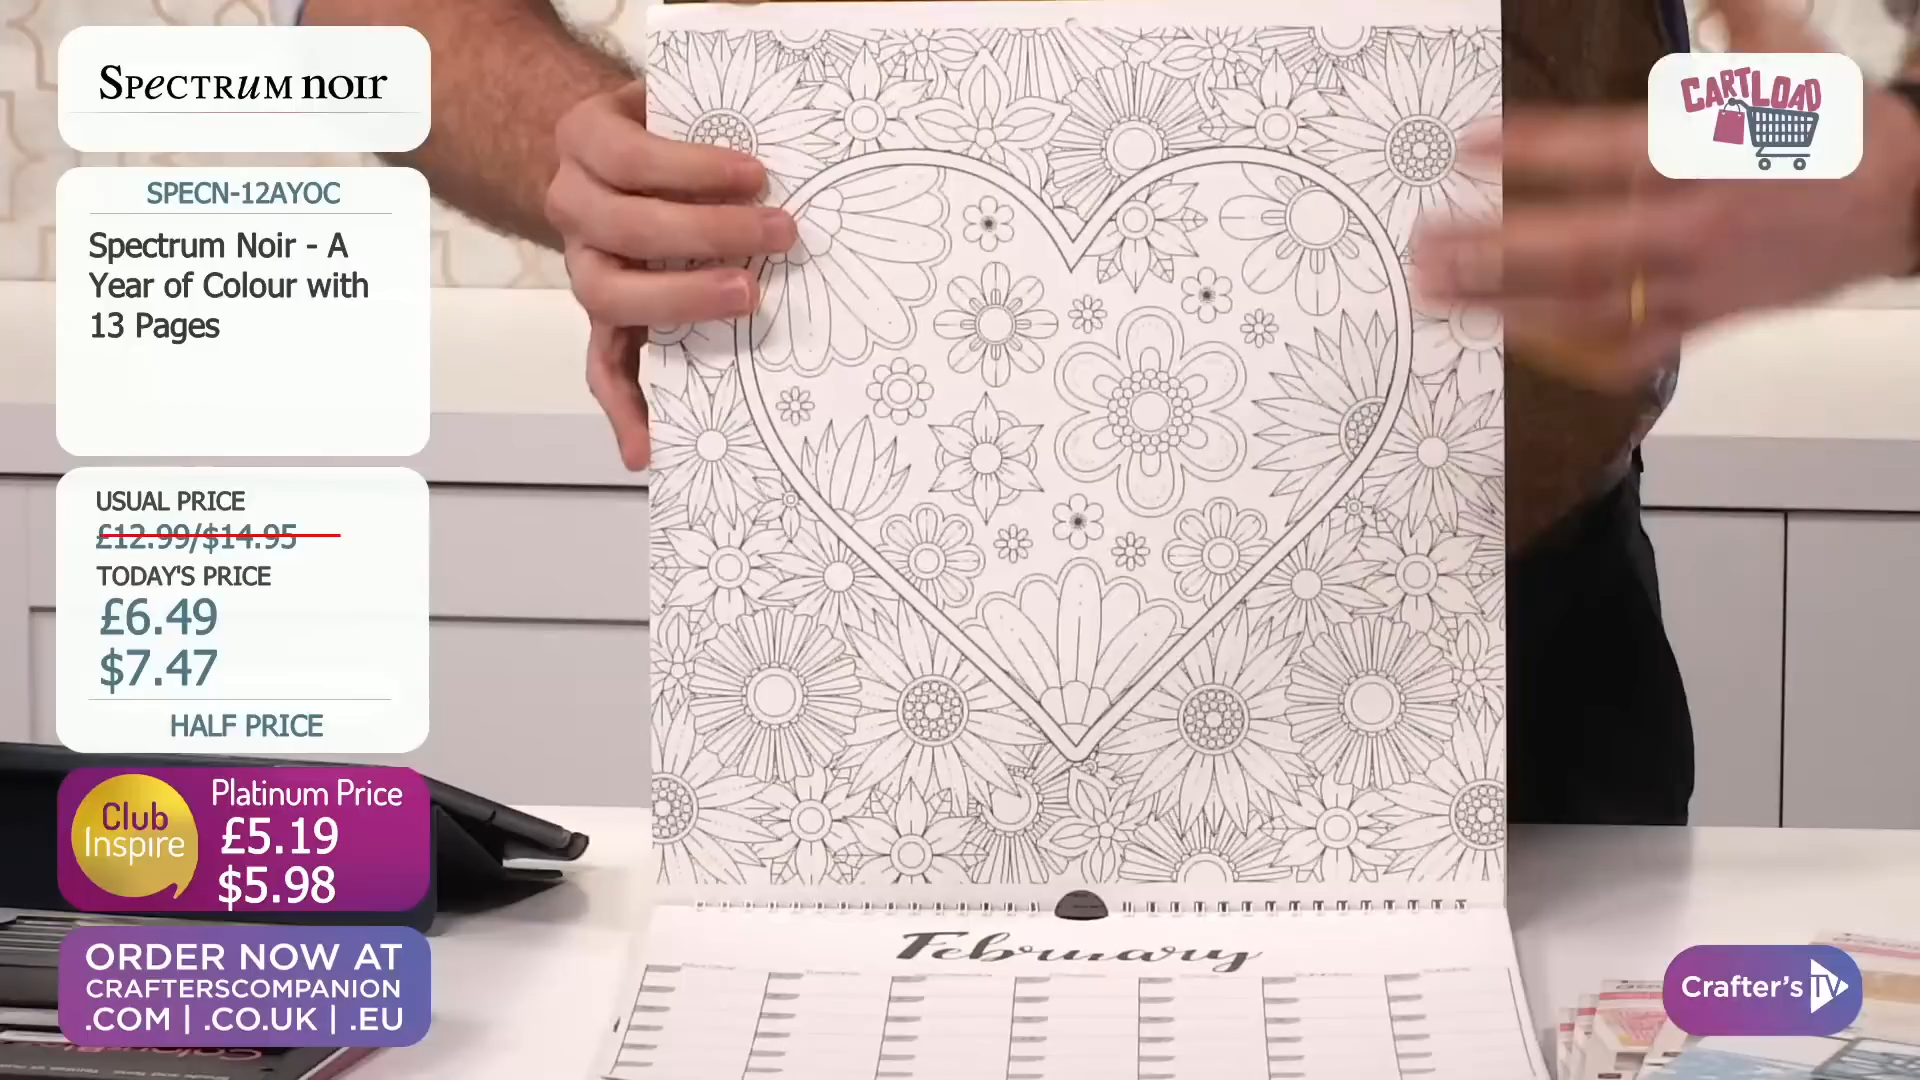 Spectrum noir
SPECN-12AYOC
Spectrum Noir - A
Year of Colour with
13 Pages
USUAL PRICE
£12.99/$14.95
TODAY'S PRICE
£6.49
$7.47
HALF PRICE
Club
Inspire
Platinum Price
£5.19
$5.98
ORDER NOW AT
CRAFTERSCOMPANION
.COM | .CO.UK | .EU
CARTLOAD
February
Crafter's TV